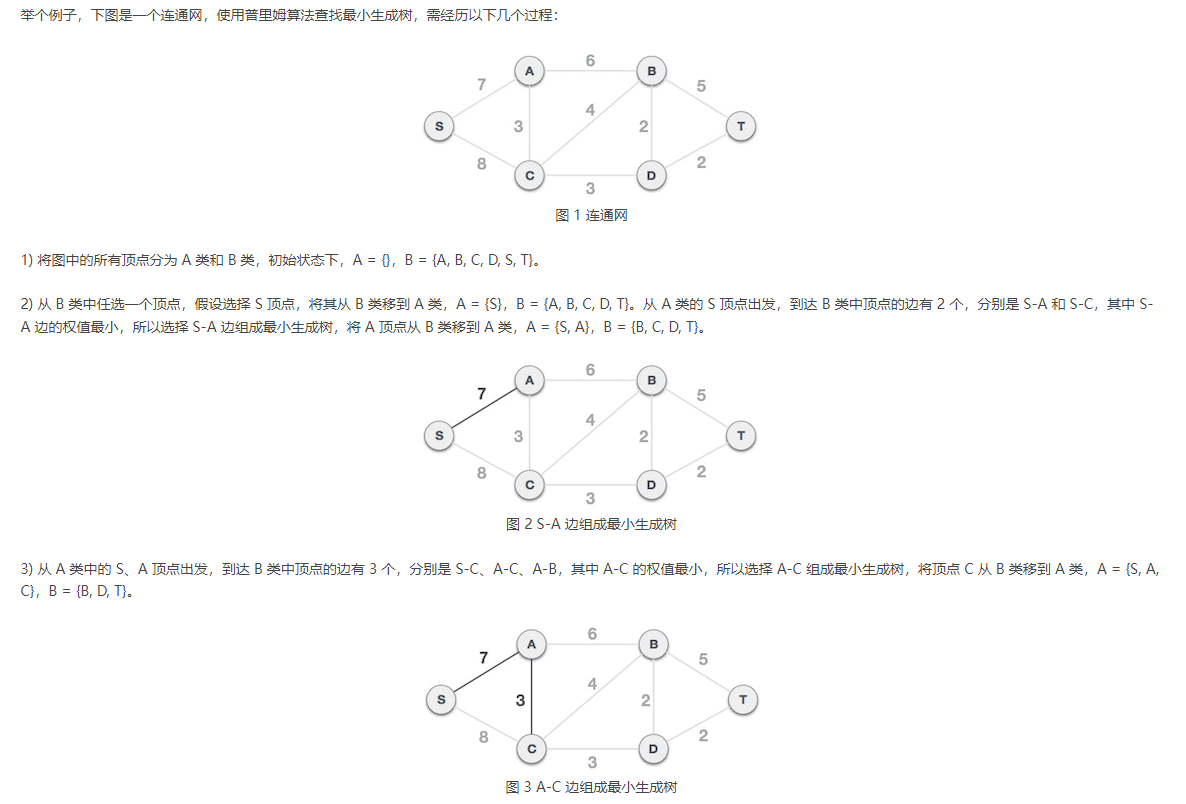 举个例子，下图是一个连通网，使用普里姆算法查找最小生成树，需经历以下几个过程：
A 6 B
7 5
S 3 4 2 T
8 2
C 3 D
图 1 连通网
1) 将图中的所有顶点分为 A 类和 B 类，初始状态下，A = {}，B = {A, B, C, D, S, T}。
2) 从 B 类中任选一个顶点，假设选择 S 顶点，将其从 B 类移到 A 类，A = {S}，B = {A, B, C, D, T}。从 A 类的 S 顶点出发，到达 B 类中顶点的边有 2 个，分别是 S-A 和 S-C，其中 S-
A 边的权值最小，所以选择 S-A 边组成最小生成树，将 A 顶点从 B 类移到 A 类，A = {S, A}，B = {B, C, D, T}。
A 6 B
7 5
S 3 4 2 T
8 2
C 3 D
图 2 S-A 边组成最小生成树
3) 从 A 类中的 S、A 顶点出发，到达 B 类中顶点的边有 3 个，分别是 S-C、A-C、A-B，其中 A-C 的权值最小，所以选择 A-C 组成最小生成树，将顶点 C 从 B 类移到 A 类，A = {S, A,
C}，B = {B, D, T}。
A 6 B
7 5
S 3 4 2 T
8 2
C 3 D
图 3 A-C 边组成最小生成树